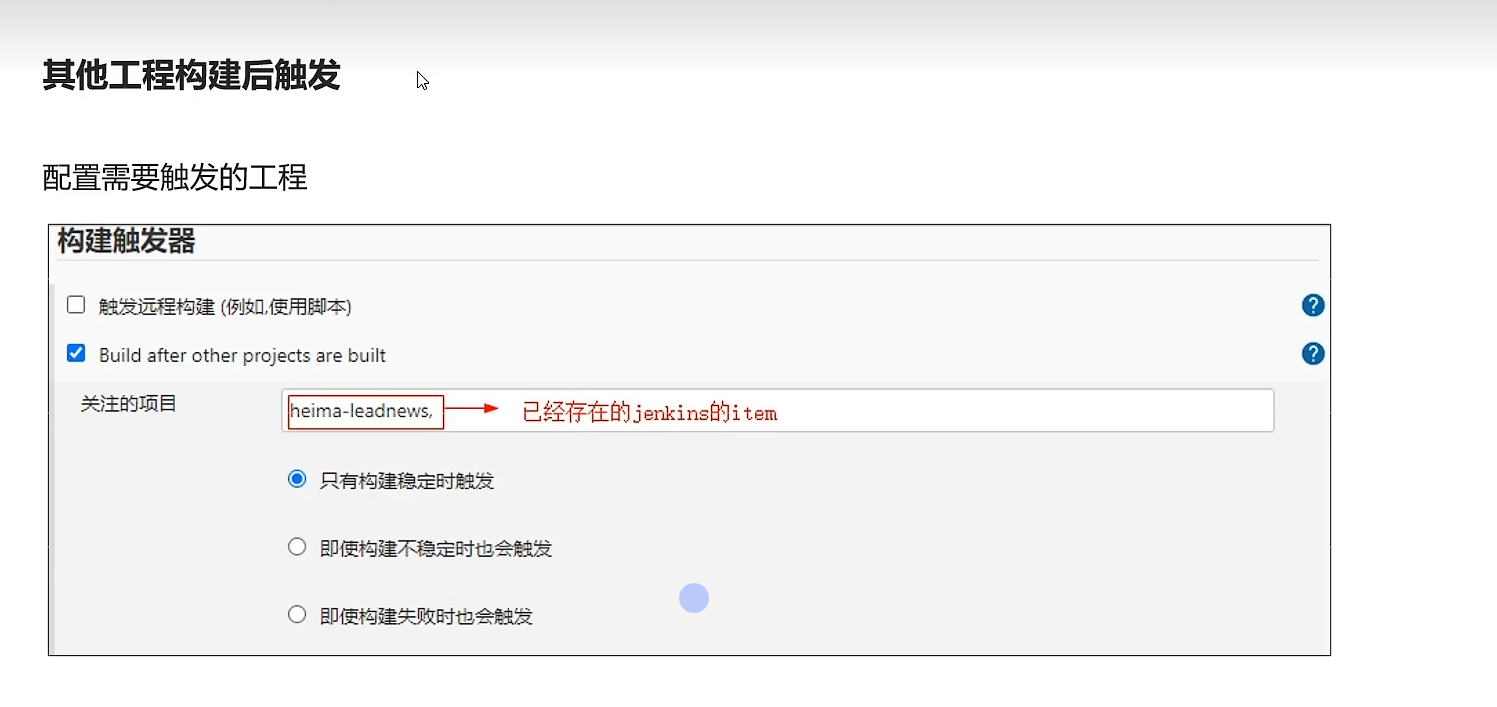 其他工程构建后触发
配置需要触发的工程
构建触发器
触发远程构建 (例如,使用脚本)
?
Build after other projects are built
?
关注的项目
heima-leadnews,
已经存在的jenkins的item
只有构建稳定时触发
即使构建不稳定时也会触发
即使构建失败时也会触发